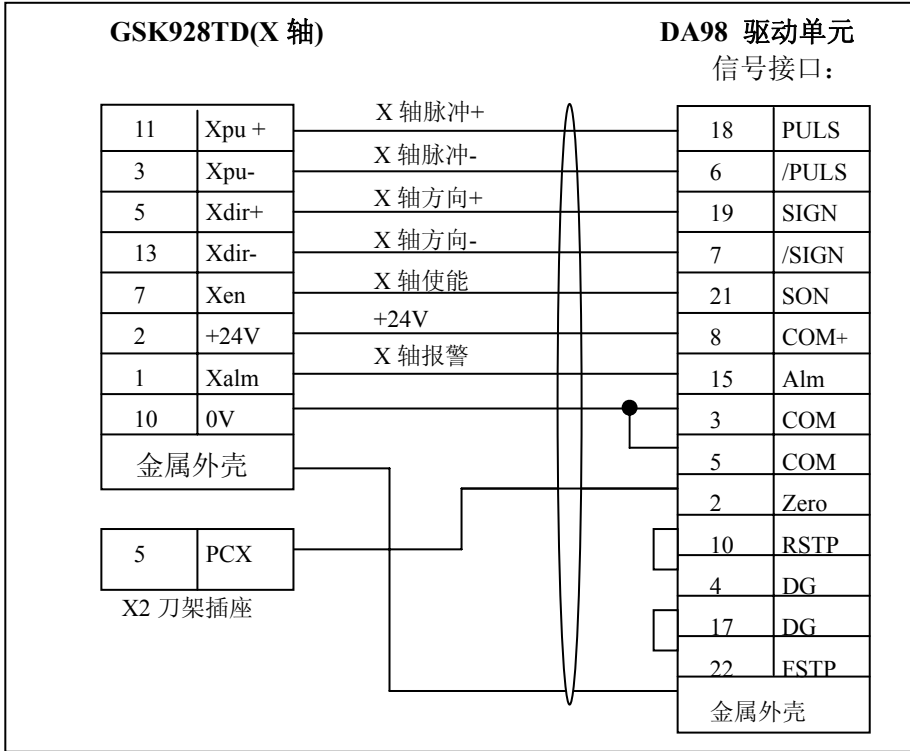 GSK928TD(X 轴)
DA98 驱动单元
信号接口:
11 Xpu +
3 Xpu-
5 Xdir+
13 Xdir-
7 Xen
2 +24V
1 Xalm
10 0V
金属外壳
5 PCX
X2 刀架插座
X 轴脉冲+
X 轴脉冲-
X 轴方向+
X 轴方向-
X 轴使能
+24V
X 轴报警
18 PULS
6 /PULS
19 SIGN
7 /SIGN
21 SON
8 COM+
15 Alm
3 COM
5 COM
2 Zero
10 RSTP
4 DG
17 DG
22 FSTP
金属外壳